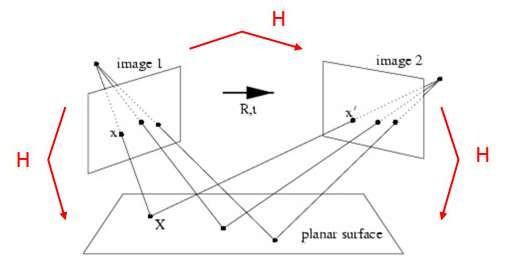 H
image 1
image 2
R,t
x
x′
H
H
X
planar surface